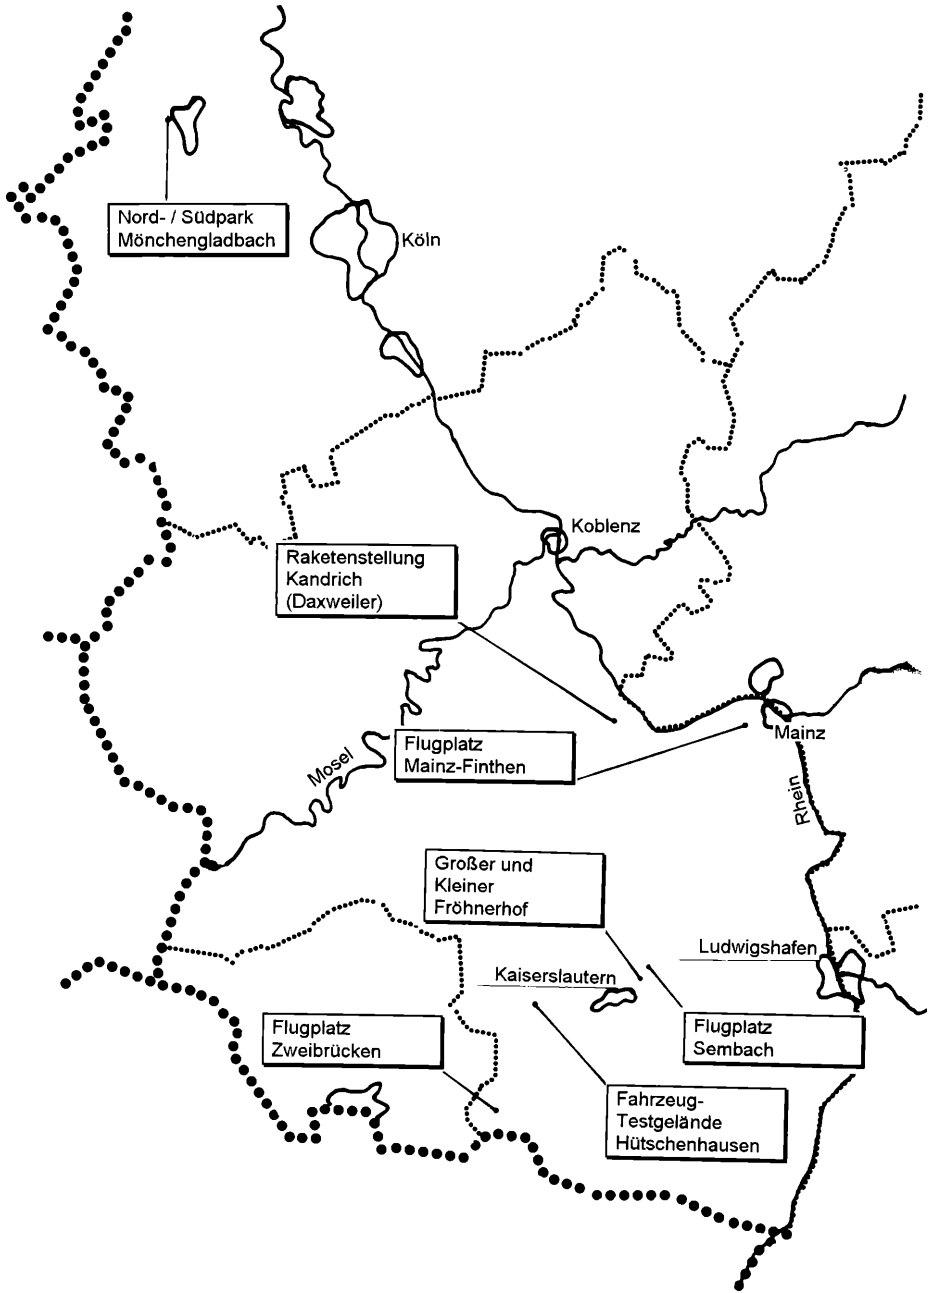 Nord- / Südpark
Mönchengladbach
Köln
Koblenz
Raketenstellung
Kandrich
(Daxweiler)
Mainz
Flugplatz
Mainz-Finthen
Mosel
Rhein
Großer und
Kleiner
Fröhnerhof
Ludwigshafen
Kaiserslautern
Flugplatz
Zweibrücken
Flugplatz
Sembach
Fahrzeug-
Testgelände
Hütschenhausen